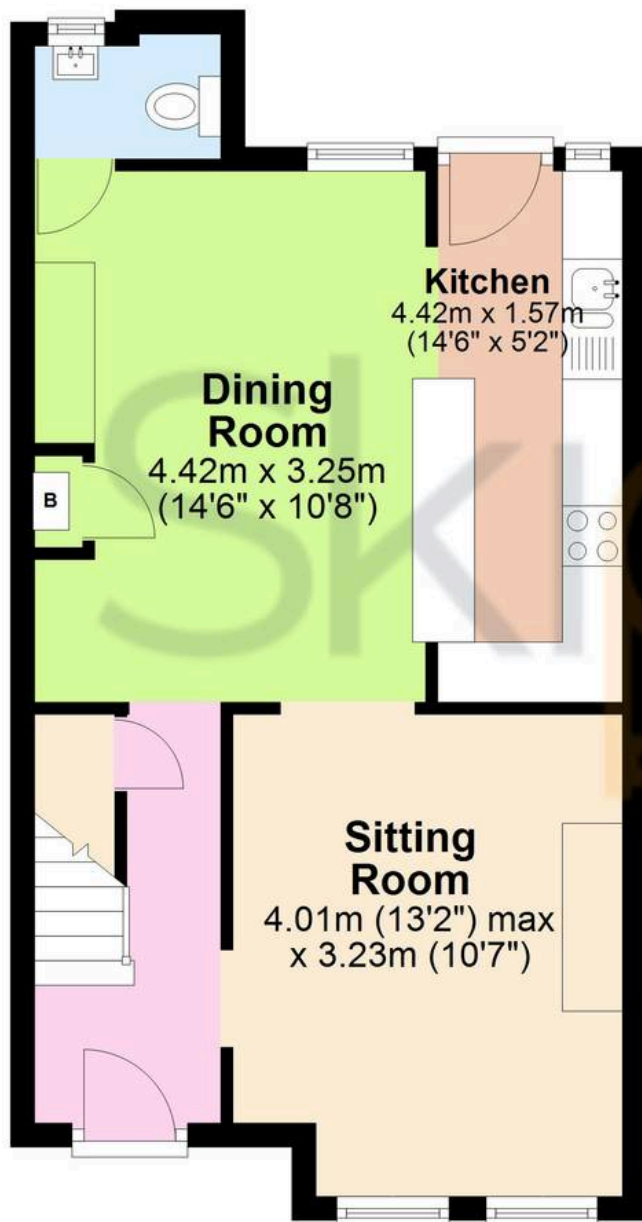 Kitchen
4.42m x 1.57m
(14'6" x 5'2")
Dining
Room
4.42m x 3.25m
(14'6" x 10'8")
B
Sitting
Room
4.01m (13'2") max
x 3.23m (10'7")